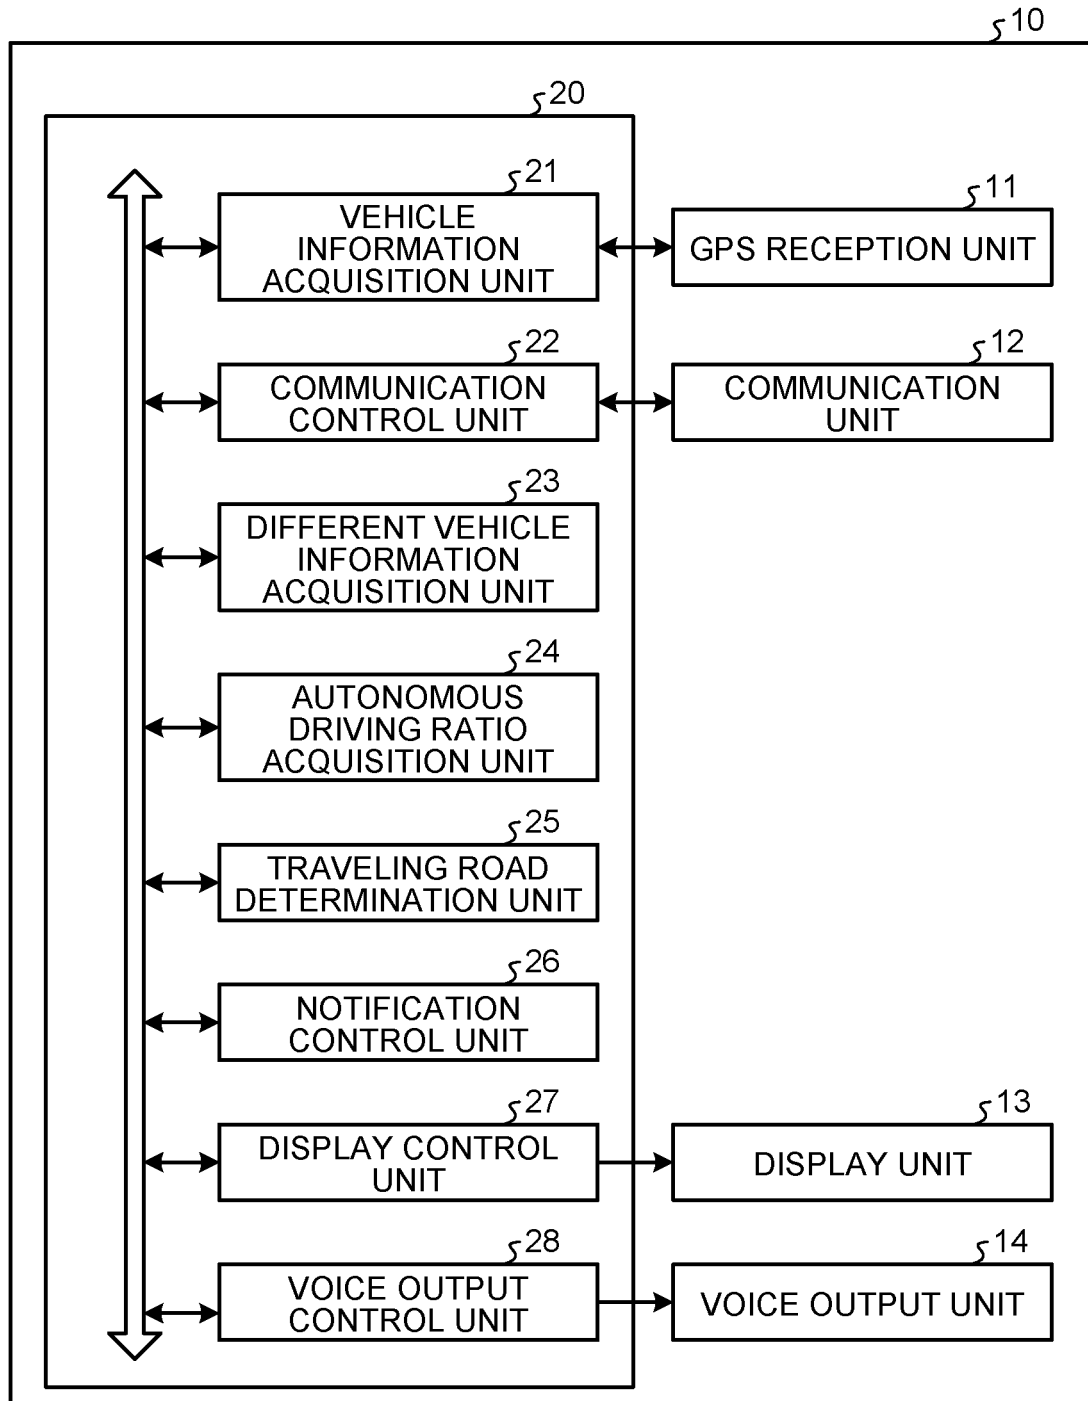 10
20
21
VEHICLE
INFORMATION
ACQUISITION UNIT
11
GPS RECEPTION UNIT
22
COMMUNICATION
CONTROL UNIT
12
COMMUNICATION
UNIT
23
DIFFERENT VEHICLE
INFORMATION
ACQUISITION UNIT
24
AUTONOMOUS
DRIVING RATIO
ACQUISITION UNIT
25
TRAVELING ROAD
DETERMINATION UNIT
26
NOTIFICATION
CONTROL UNIT
27
DISPLAY CONTROL
UNIT
13
DISPLAY UNIT
28
VOICE OUTPUT
CONTROL UNIT
14
VOICE OUTPUT UNIT